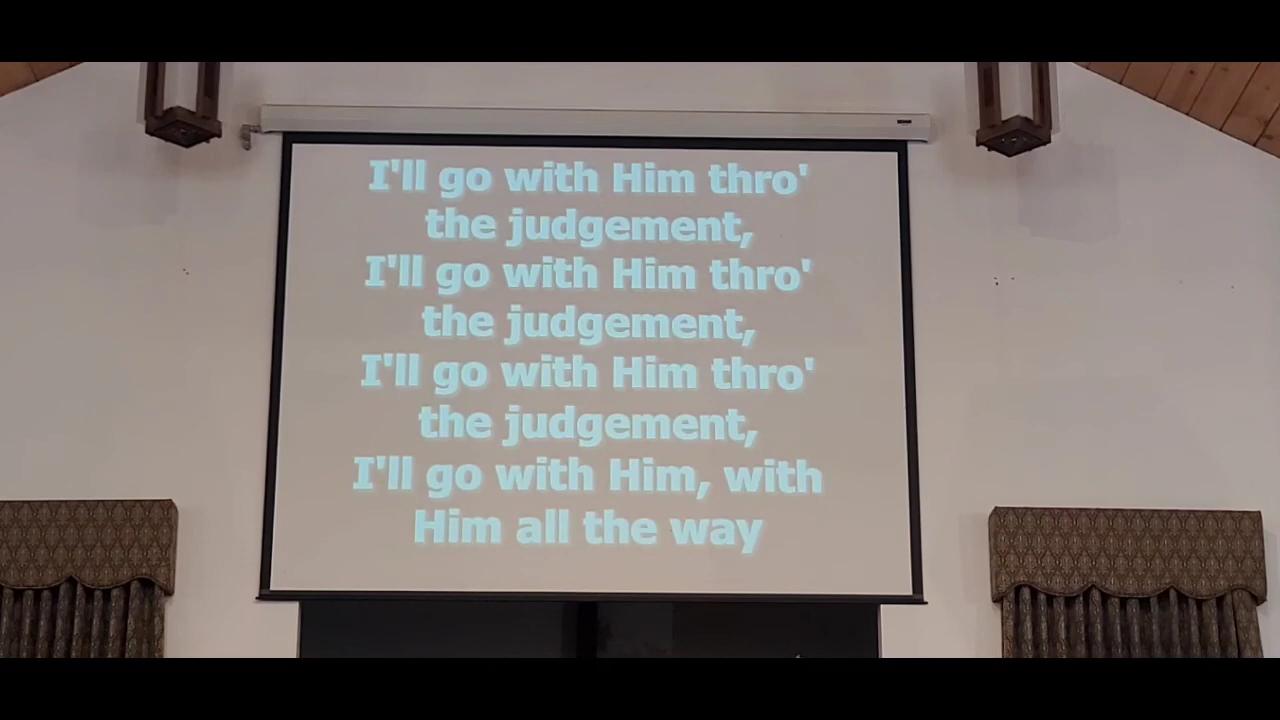 I'll go with Him thro'
the judgement,
I'll go with Him thro'
the judgement,
I'll go with Him thro'
the judgement,
I'll go with Him, with
Him all the way